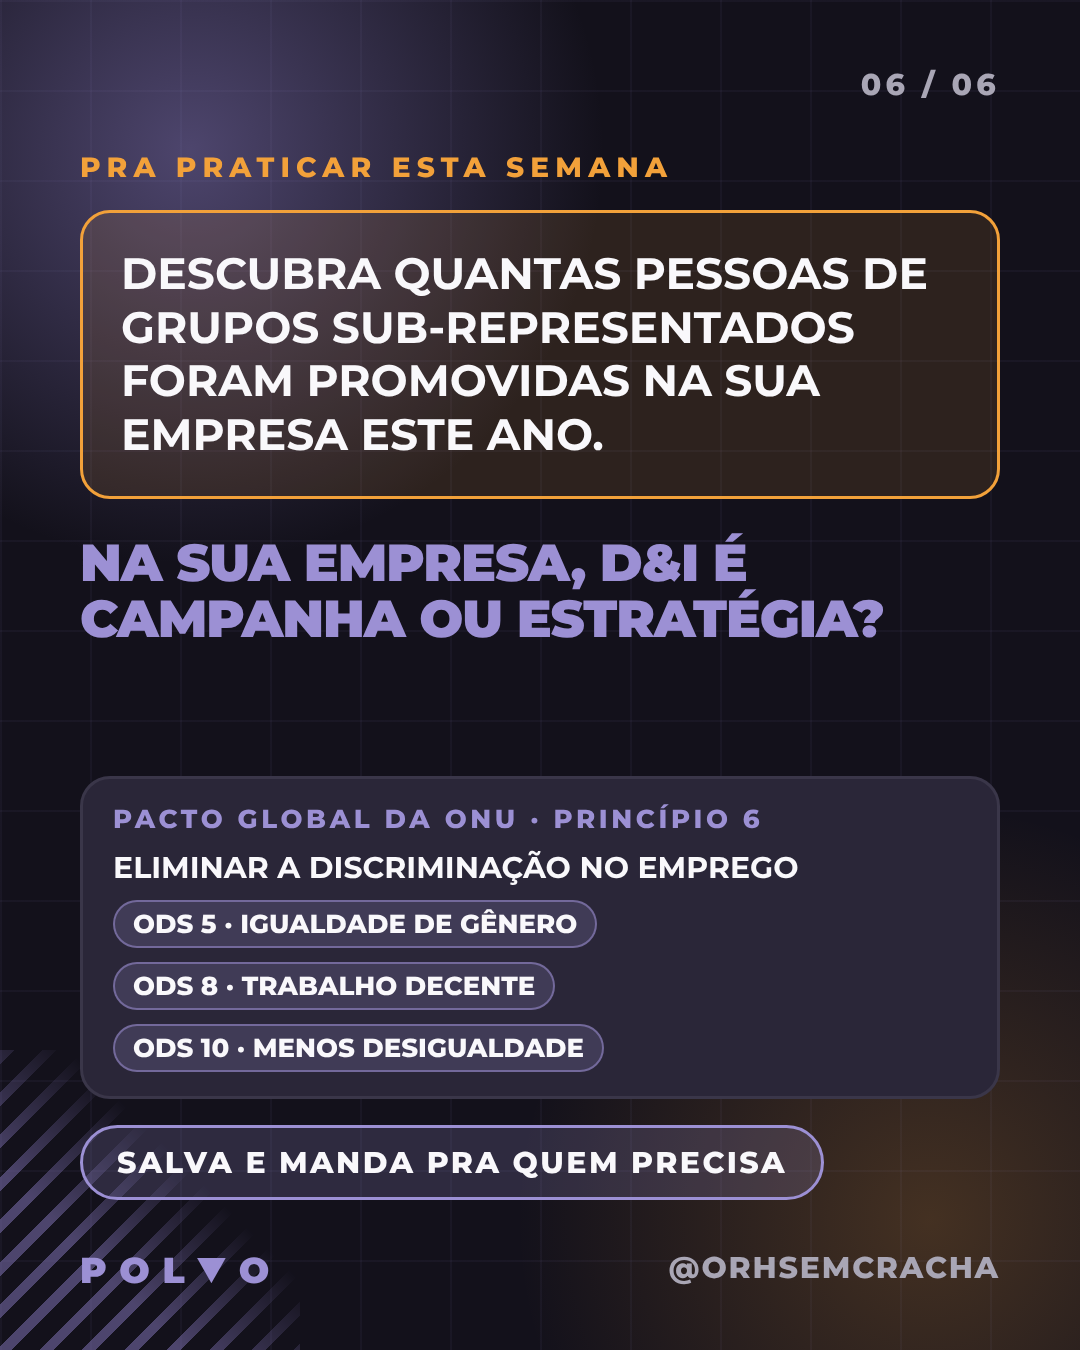 06 / 06
PRA PRATICAR ESTA SEMANA
DESCUBRA QUANTAS PESSOAS DE
GRUPOS SUB-REPRESENTADOS
FORAM PROMOVIDAS NA SUA
EMPRESA ESTE ANO.
NA SUA EMPRESA, D&I É
CAMPANHA OU ESTRATÉGIA?
PACTO GLOBAL DA ONU · PRINCÍPIO 6
ELIMINAR A DISCRIMINAÇÃO NO EMPREGO
ODS 5 · IGUALDADE DE GÊNERO
ODS 8 · TRABALHO DECENTE
ODS 10 · MENOS DESIGUALDADE
SALVA E MANDA PRA QUEM PRECISA
POL▼O
@ORHSEMCRACHA